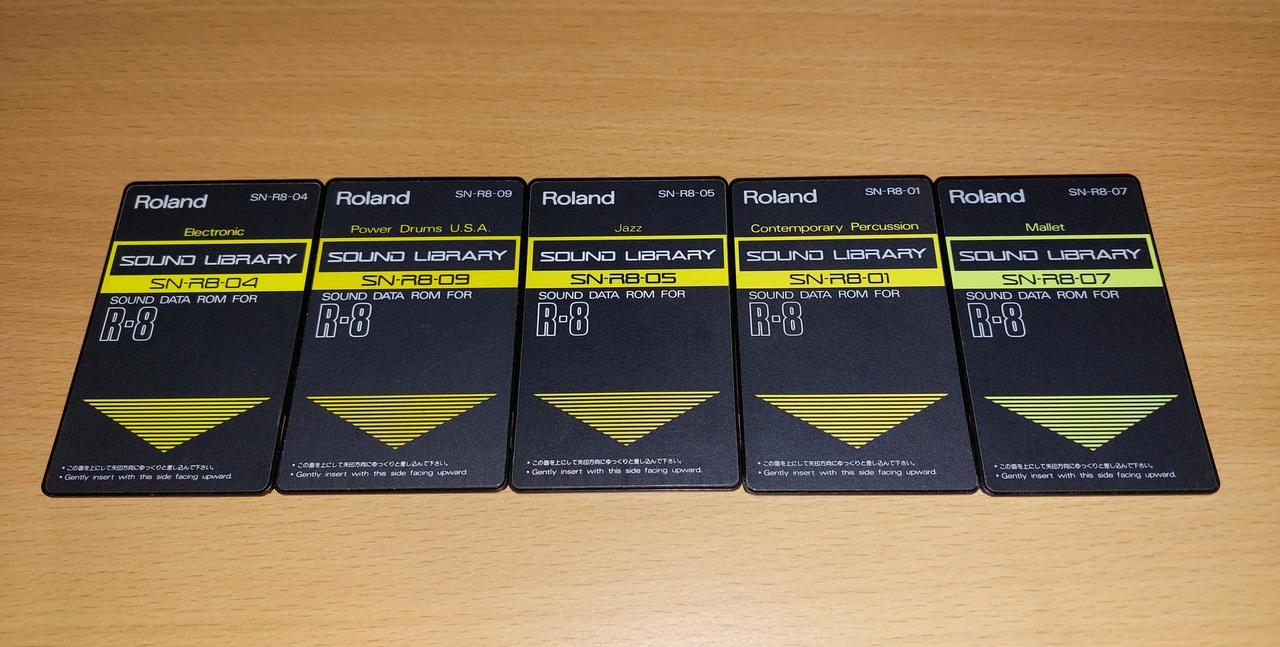 Roland SN-R8-04
Electronic
SOUND LIBRARY
SN-R8-04
SOUND DATA ROM FOR
R-8
• この面を上にして矢印方向にゆっくりと差し込んで下さい。
• Gently insert with this side facing upward.
Roland SN-R8-09
Power Drums U.S.A.
SOUND LIBRARY
SN-R8-09
SOUND DATA ROM FOR
R-8
• この面を上にして矢印方向にゆっくりと差し込んで下さい。
• Gently insert with this side facing upward.
Roland SN-R8-05
Jazz
SOUND LIBRARY
SN-R8-05
SOUND DATA ROM FOR
R-8
• この面を上にして矢印方向にゆっくりと差し込んで下さい。
• Gently insert with this side facing upward.
Roland SN-R8-01
Contemporary Percussion
SOUND LIBRARY
SN-R8-01
SOUND DATA ROM FOR
R-8
• この面を上にして矢印方向にゆっくりと差し込んで下さい。
• Gently insert with this side facing upward.
Roland SN-R8-07
Mallet
SOUND LIBRARY
SN-R8-07
SOUND DATA ROM FOR
R-8
• この面を上にして矢印方向にゆっくりと差し込んで下さい。
• Gently insert with this side facing upward.